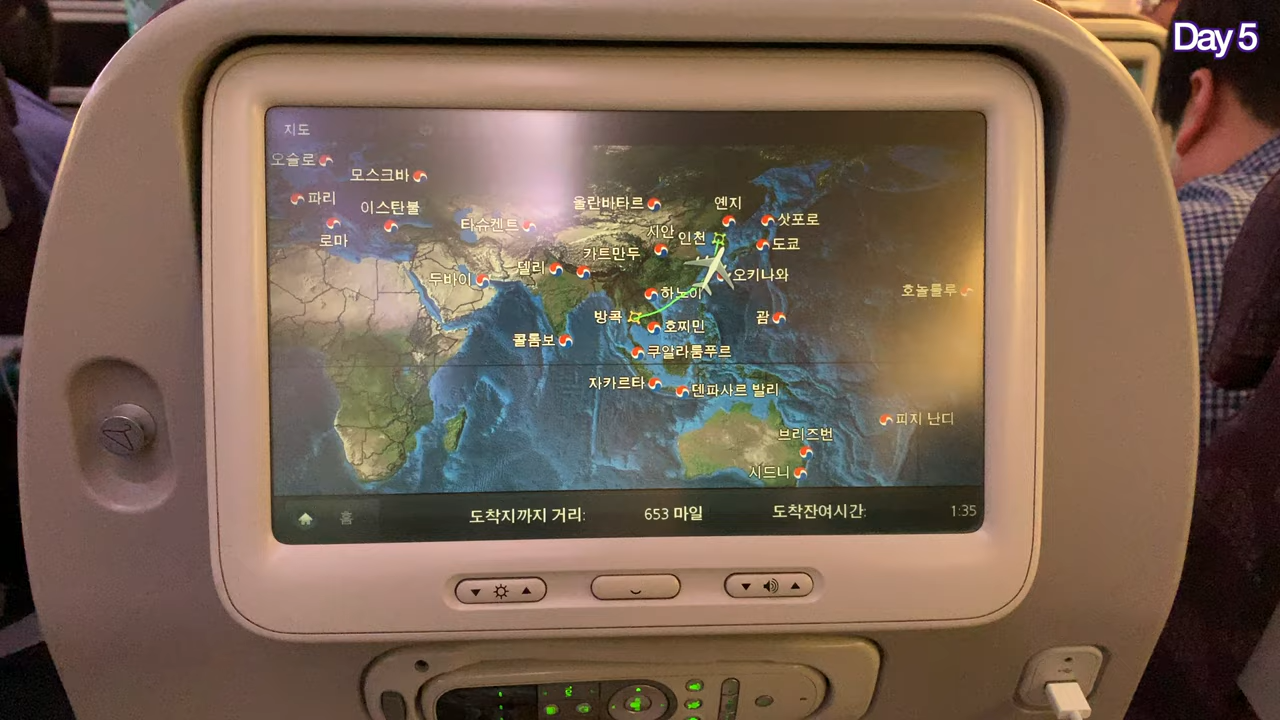 Day 5
지도
오슬로
모스크바
파리
이스탄불
로마
타슈켄트
울란바타르
옌지
삿포로
시안
인천
도쿄
카트만두
델리
두바이
오키나와
하노이
호놀룰루
방콕
호찌민
괌
콜롬보
쿠알라룸푸르
자카르타
덴파사르 발리
피지 난디
브리즈번
시드니
홈
도착지까지 거리: 653 마일 도착잔여시간: 1:35